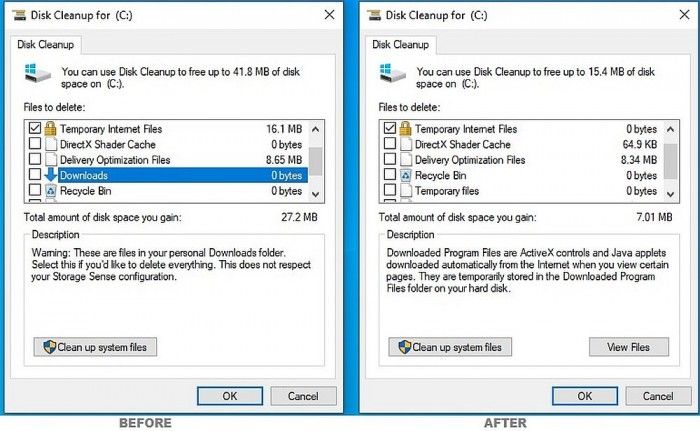 Disk Cleanup for (C:)
Disk Cleanup
You can use Disk Cleanup to free up to 41.8 MB of disk
space on (C:).
Files to delete:
Temporary Internet Files 16.1 MB
DirectX Shader Cache 0 bytes
Delivery Optimization Files 8.65 MB
Downloads 0 bytes
Recycle Bin 0 bytes
Total amount of disk space you gain: 27.2 MB
Description
Warning: These are files in your personal Downloads folder.
Select this if you'd like to delete everything. This does not respect
your Storage Sense configuration.
Clean up system files
OK Cancel
BEFORE
Disk Cleanup for (C:)
Disk Cleanup
You can use Disk Cleanup to free up to 15.4 MB of disk
space on (C:).
Files to delete:
Temporary Internet Files 0 bytes
DirectX Shader Cache 64.9 KB
Delivery Optimization Files 8.34 MB
Recycle Bin 0 bytes
Temporary files 0 bytes
Total amount of disk space you gain: 7.01 MB
Description
Downloaded Program Files are ActiveX controls and Java applets
downloaded automatically from the Internet when you view certain
pages. They are temporarily stored in the Downloaded Program
Files folder on your hard disk.
Clean up system files View Files
OK Cancel
AFTER